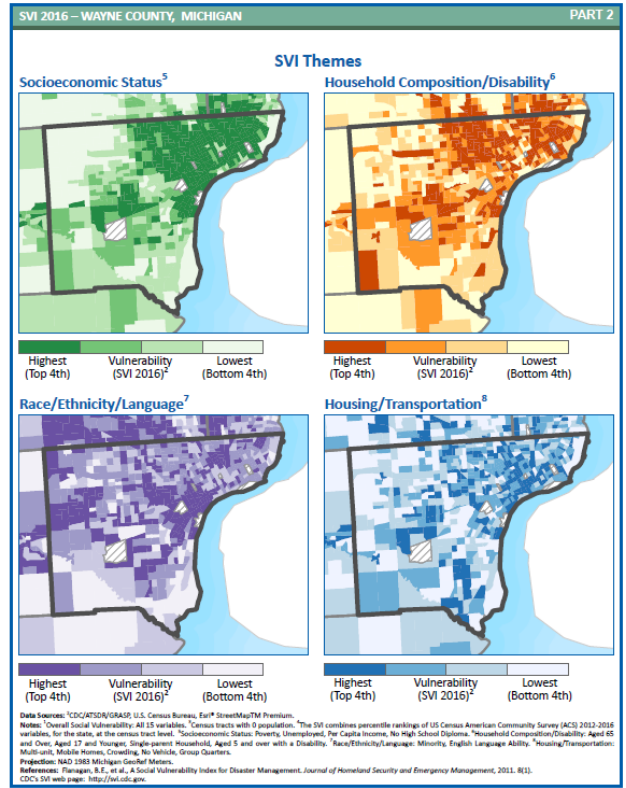 SVI 2016 – WAYNE COUNTY, MICHIGAN PART 2
SVI Themes
Socioeconomic Status⁵ Household Composition/Disability⁶
Highest (Top 4th) Vulnerability (SVI 2016)² Lowest (Bottom 4th)
Highest (Top 4th) Vulnerability (SVI 2016)² Lowest (Bottom 4th)
Race/Ethnicity/Language⁷ Housing/Transportation⁸
Highest (Top 4th) Vulnerability (SVI 2016)² Lowest (Bottom 4th)
Highest (Top 4th) Vulnerability (SVI 2016)² Lowest (Bottom 4th)
Data Sources: ²CDC/ATSDR/GRASP, U.S. Census Bureau, Esri® StreetMapTM Premium.
Notes: ¹Overall Social Vulnerability: All 15 variables. ³Census tracts with 0 population. ⁴The SVI combines percentile rankings of US Census American Community Survey (ACS) 2012-2016
variables, for the state, at the census tract level. ⁵Socioeconomic Status: Poverty, Unemployed, Per Capita Income, No High School Diploma. ⁶Household Composition/Disability: Aged 65
and Over, Aged 17 and Younger, Single-parent Household, Aged 5 and over with a Disability. ⁷Race/Ethnicity/Language: Minority, English Language Ability. ⁸Housing/Transportation:
Multi-unit, Mobile Homes, Crowding, No Vehicle, Group Quarters.
Projection: NAD 1983 Michigan GeoRef Meters.
References: Flanagan, B.E., et al., A Social Vulnerability Index for Disaster Management. Journal of Homeland Security and Emergency Management, 2011. 8(1).
CDC's SVI web page: http://svi.cdc.gov.